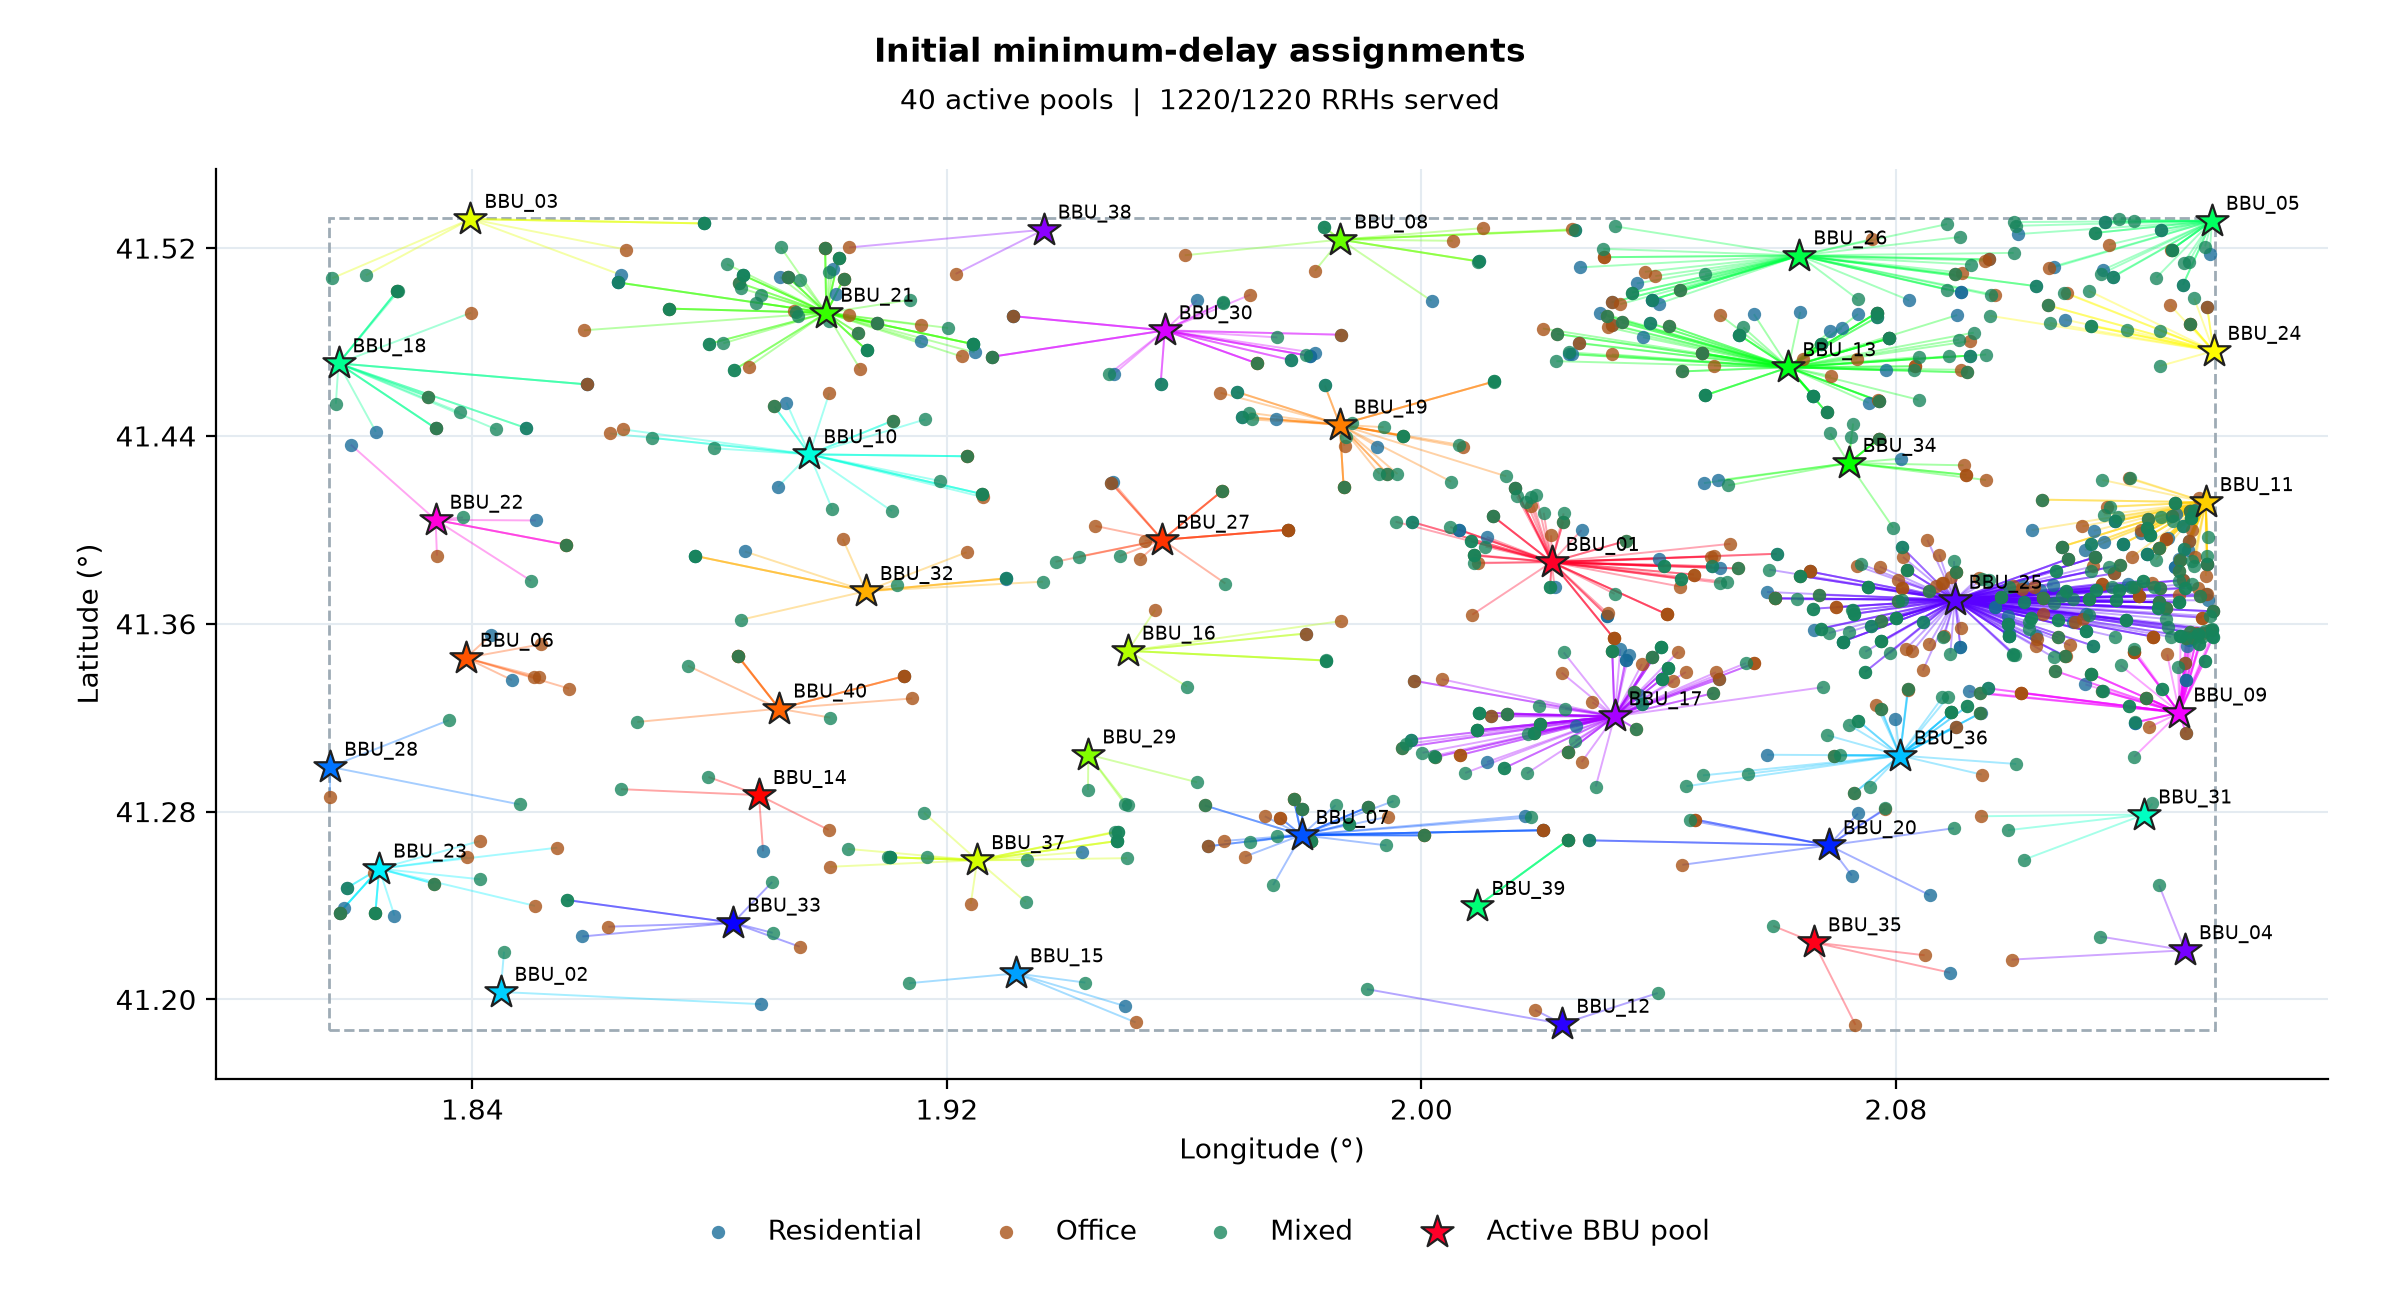 Initial minimum-delay assignments
40 active pools | 1220/1220 RRHs served
BBU_03
BBU_38
BBU_08
BBU_26
BBU_05
41.52
BBU_21
BBU_30
BBU_18
BBU_13
BBU_24
BBU_10
BBU_19
BBU_34
41.44
BBU_22
BBU_27
BBU_01
BBU_11
BBU_32
BBU_25
41.36
BBU_06
BBU_16
BBU_40
BBU_17
BBU_09
BBU_28
BBU_29
BBU_36
BBU_14
BBU_31
41.28
BBU_07
BBU_20
BBU_23
BBU_37
BBU_39
BBU_33
BBU_35
BBU_04
BBU_02
BBU_15
BBU_12
41.20
Latitude (°)
1.84
1.92
2.00
2.08
Longitude (°)
Residential
Office
Mixed
Active BBU pool